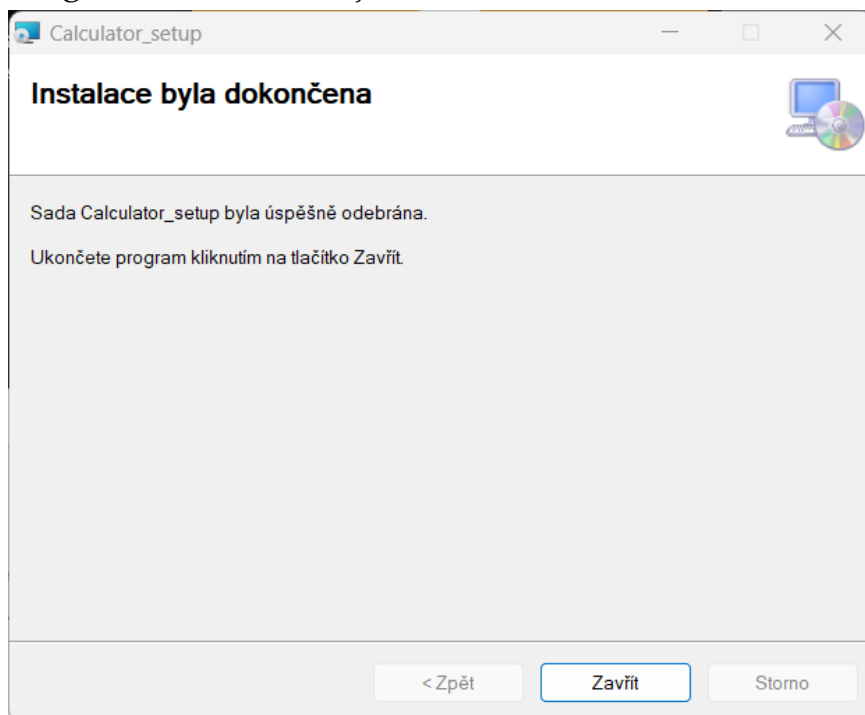 Calculator_setup
Instalace byla dokončena
Sada Calculator_setup byla úspěšně odebrána.
Ukončete program kliknutím na tlačítko Zavřít.
< Zpět
Zavřít
Storno